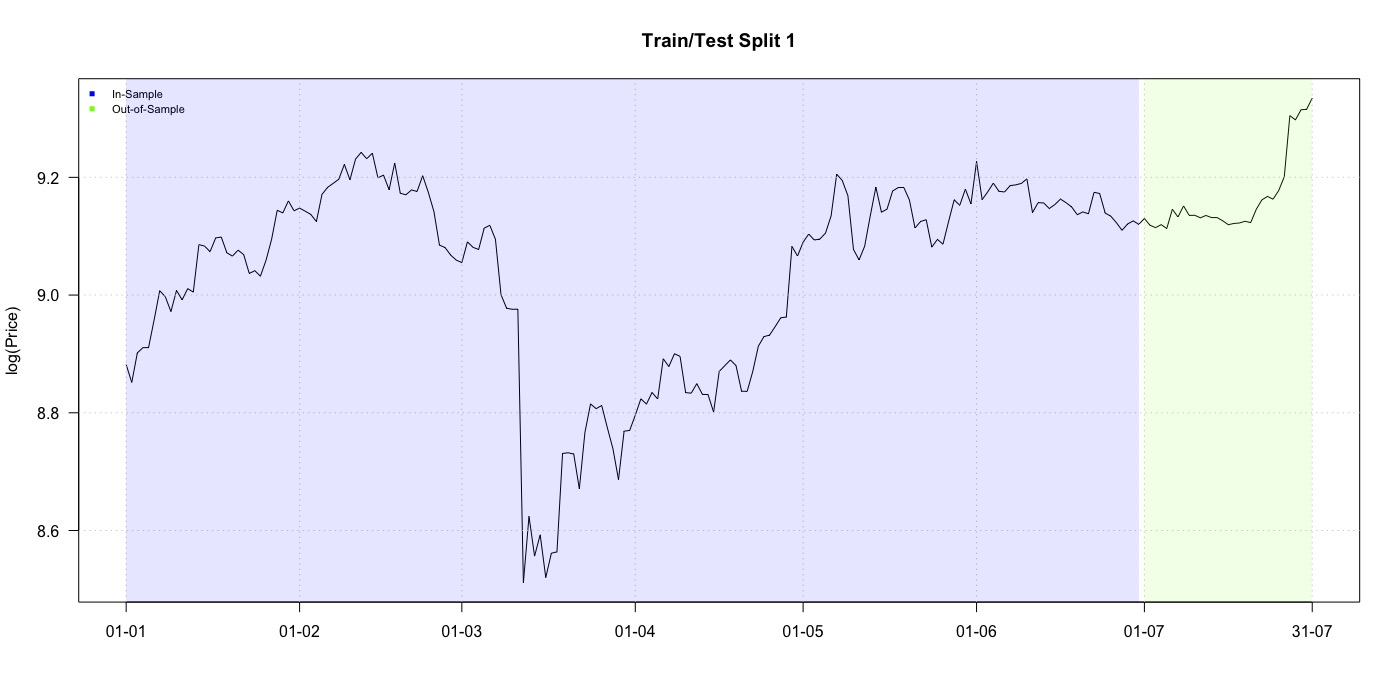 Train/Test Split 1
In-Sample
Out-of-Sample
log(Price)
9.2
9.0
8.8
8.6
01-01 01-02 01-03 01-04 01-05 01-06 01-07 31-07